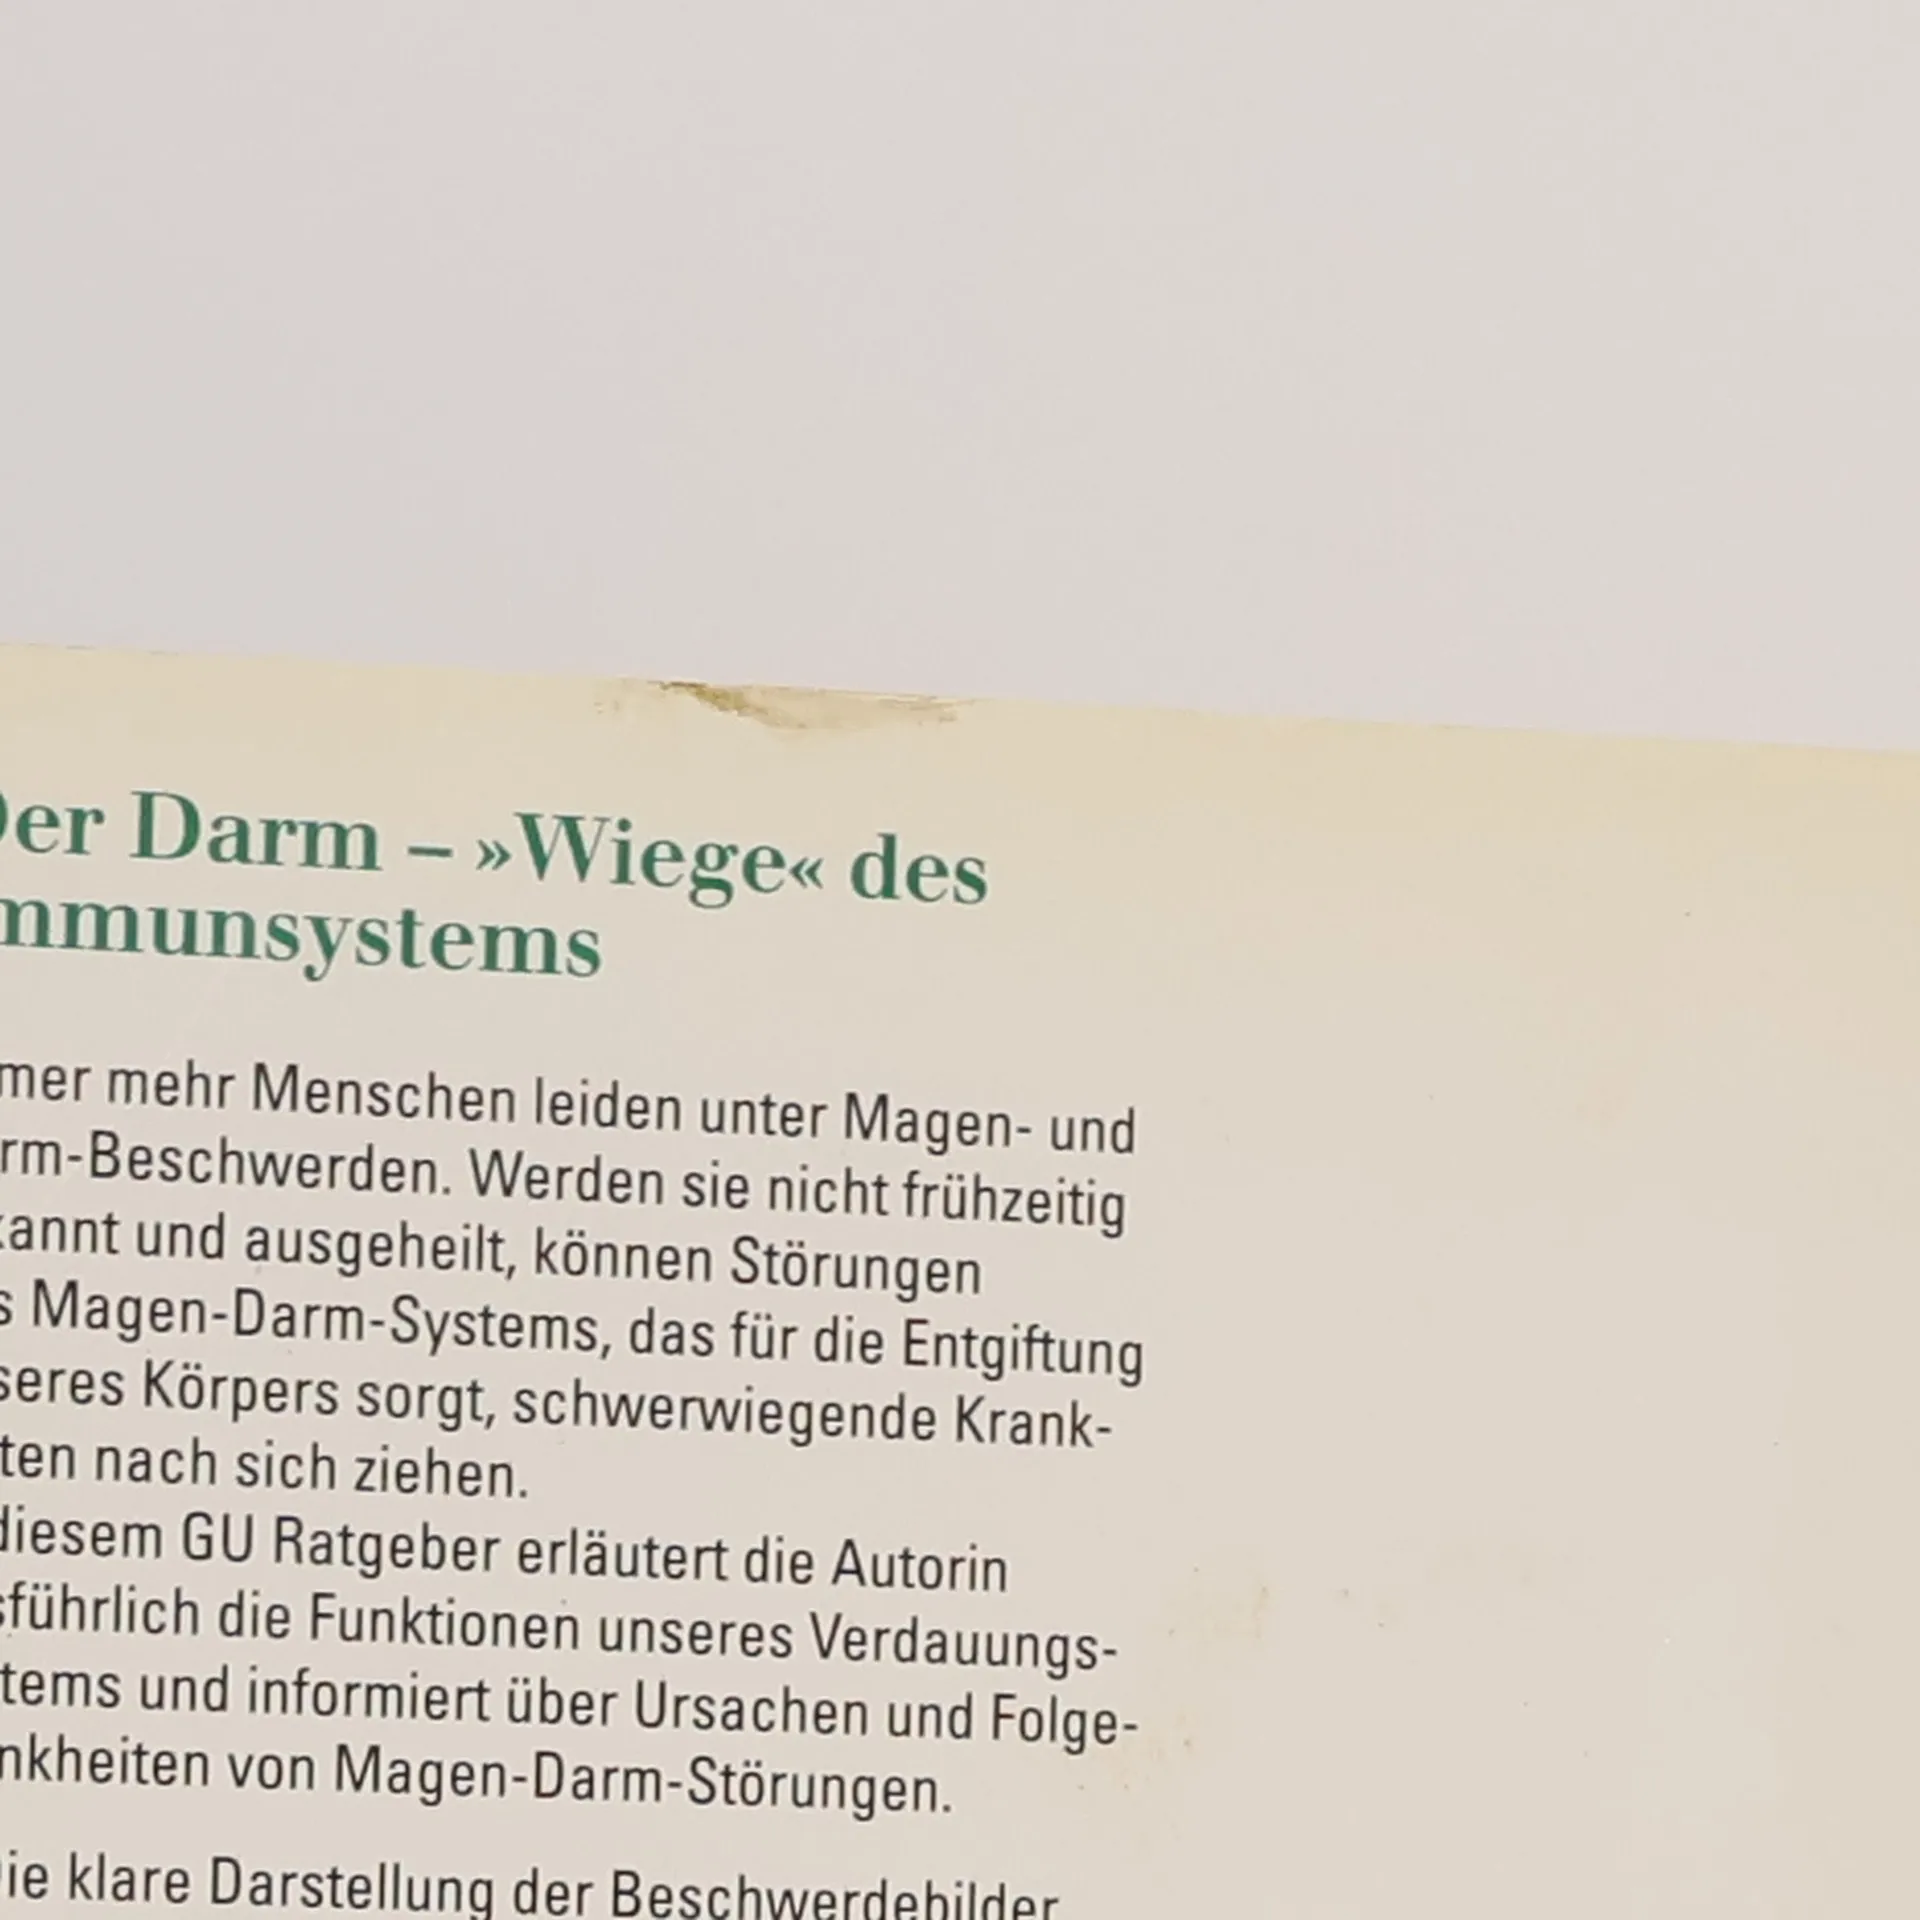 Der Darm – »Wiege« des
mmunsystems
mer mehr Menschen leiden unter Magen- und
rm-Beschwerden. Werden sie nicht frühzeitig
kannt und ausgeheilt, können Störungen
s Magen-Darm-Systems, das für die Entgiftung
seres Körpers sorgt, schwerwiegende Krank-
ten nach sich ziehen.
diesem GU Ratgeber erläutert die Autorin
sführlich die Funktionen unseres Verdauungs-
tems und informiert über Ursachen und Folge-
nkheiten von Magen-Darm-Störungen.
Die klare Darstellung der Beschwerdebilder